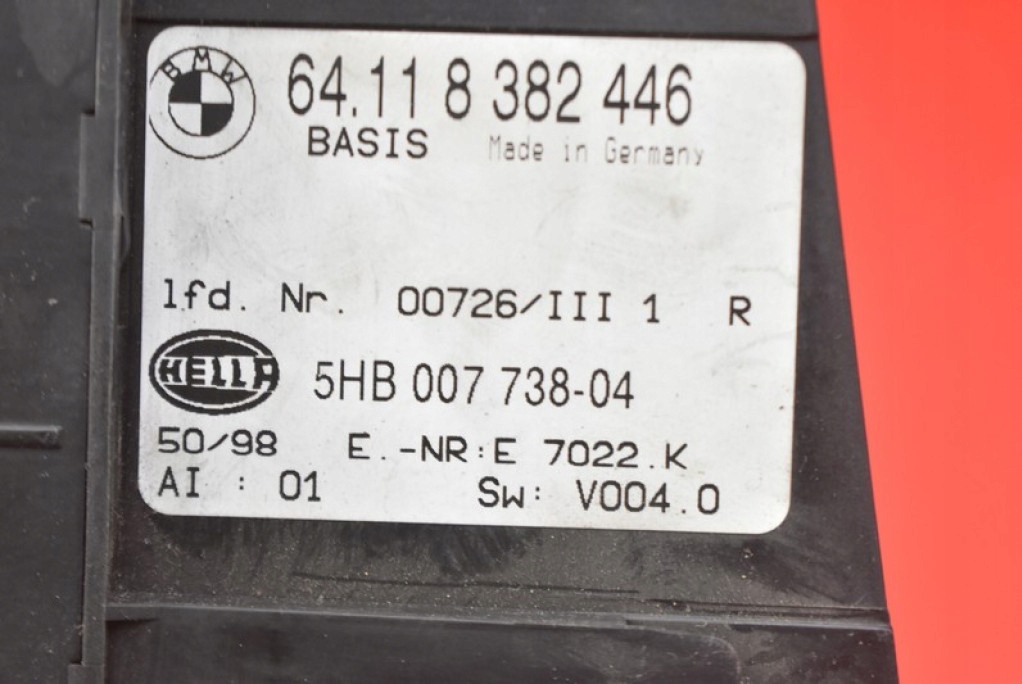 BMW
64.11 8 382 446
BASIS Made in Germany
lfd. Nr. 00726/III 1 R
HELLA 5HB 007 738-04
50/98 E.-NR:E 7022.K
AI : 01 SW: V004.0